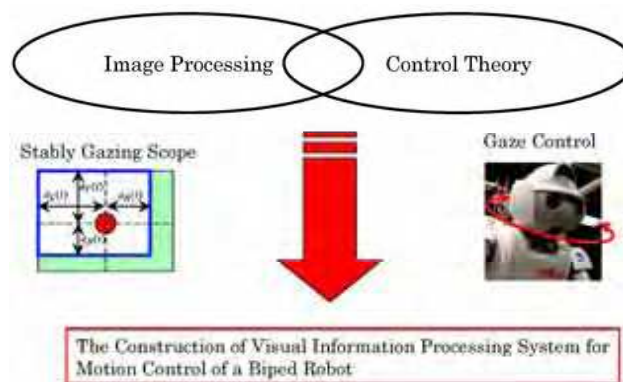 Image Processing
Control Theory
Stably Gazing Scope
Gaze Control
The Construction of Visual Information Processing System for
Motion Control of a Biped Robot